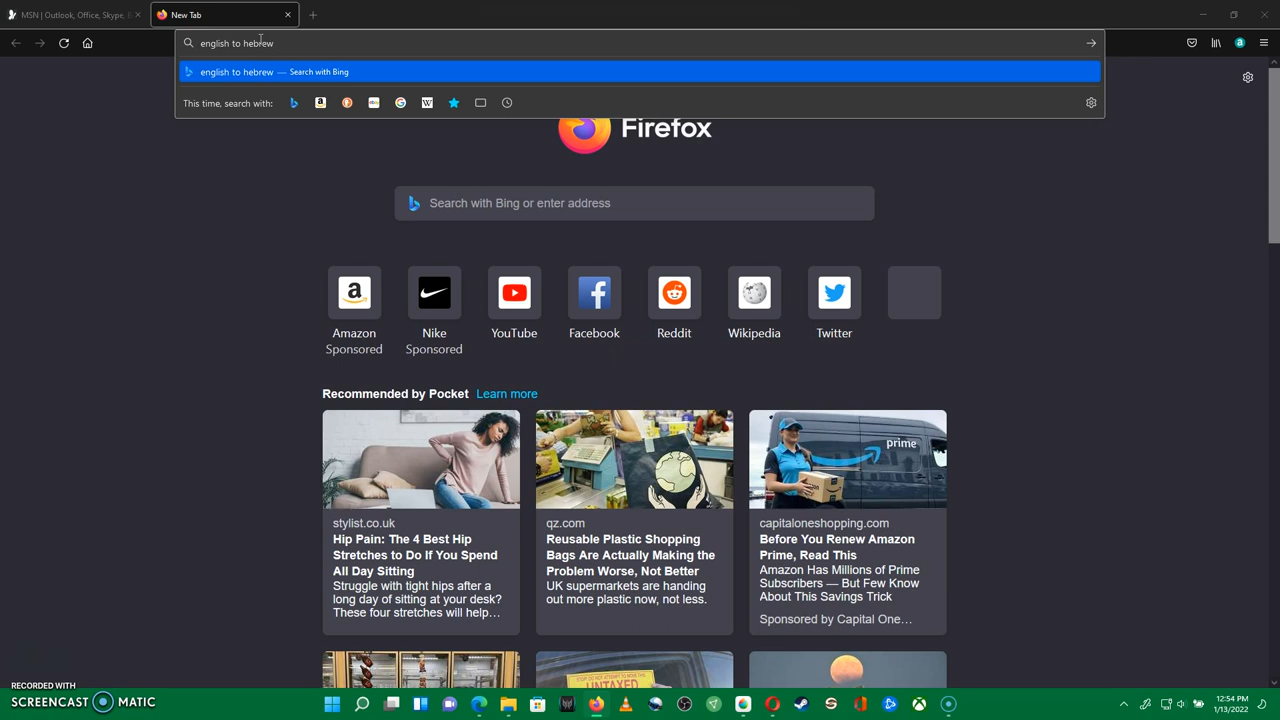 MSN | Outlook, Office, Skype,
New Tab
english to hebrew
english to hebrew — Search with Bing
This time, search with:
Firefox
Search with Bing or enter address
Amazon
Sponsored
Nike
Sponsored
YouTube
Facebook
Reddit
Wikipedia
Twitter
Recommended by Pocket Learn more
stylist.co.uk
Hip Pain: The 4 Best Hip
Stretches to Do If You Spend
All Day Sitting
Struggle with tight hips after a
long day of sitting at your desk?
These four stretches will help…
qz.com
Reusable Plastic Shopping
Bags Are Actually Making the
Problem Worse, Not Better
UK supermarkets are handing
out more plastic now, not less.
prime
capitaloneshopping.com
Before You Renew Amazon
Prime, Read This
Amazon Has Millions of Prime
Subscribers — But Few Know
About This Savings Trick
Sponsored by Capital One…
UNTAXED
RECORDED WITH
SCREENCAST MATIC
12:54 PM
1/13/2022